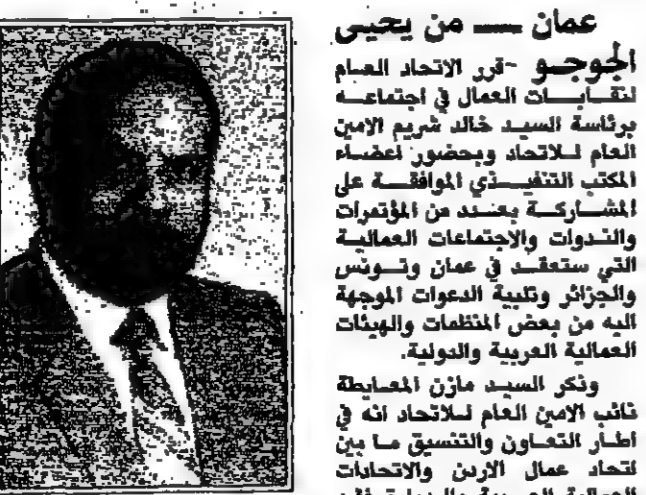 عمان — من يحيى
الجوجو - قرر الاتحاد العام
لنقابات العمال في اجتماعه
برئاسة السيد خالد شريم الامين
العام للاتحاد وبحضور اعضاء
المكتب التنفيذي الموافقة على
المشاركة بعدد من المؤتمرات
والندوات والاجتماعات العمالية
التي ستعقد في عمان وتونس
والجزائر وتلبية الدعوات الموجهة
اليه من بعض المنظمات والهيئات
العمالية العربية والدولية.
وذكر السيد مازن المعايطة
نائب الامين العام للاتحاد انه في
اطار التعاون والتنسيق ما بين
اتحاد عمال الاردن والاتحادات